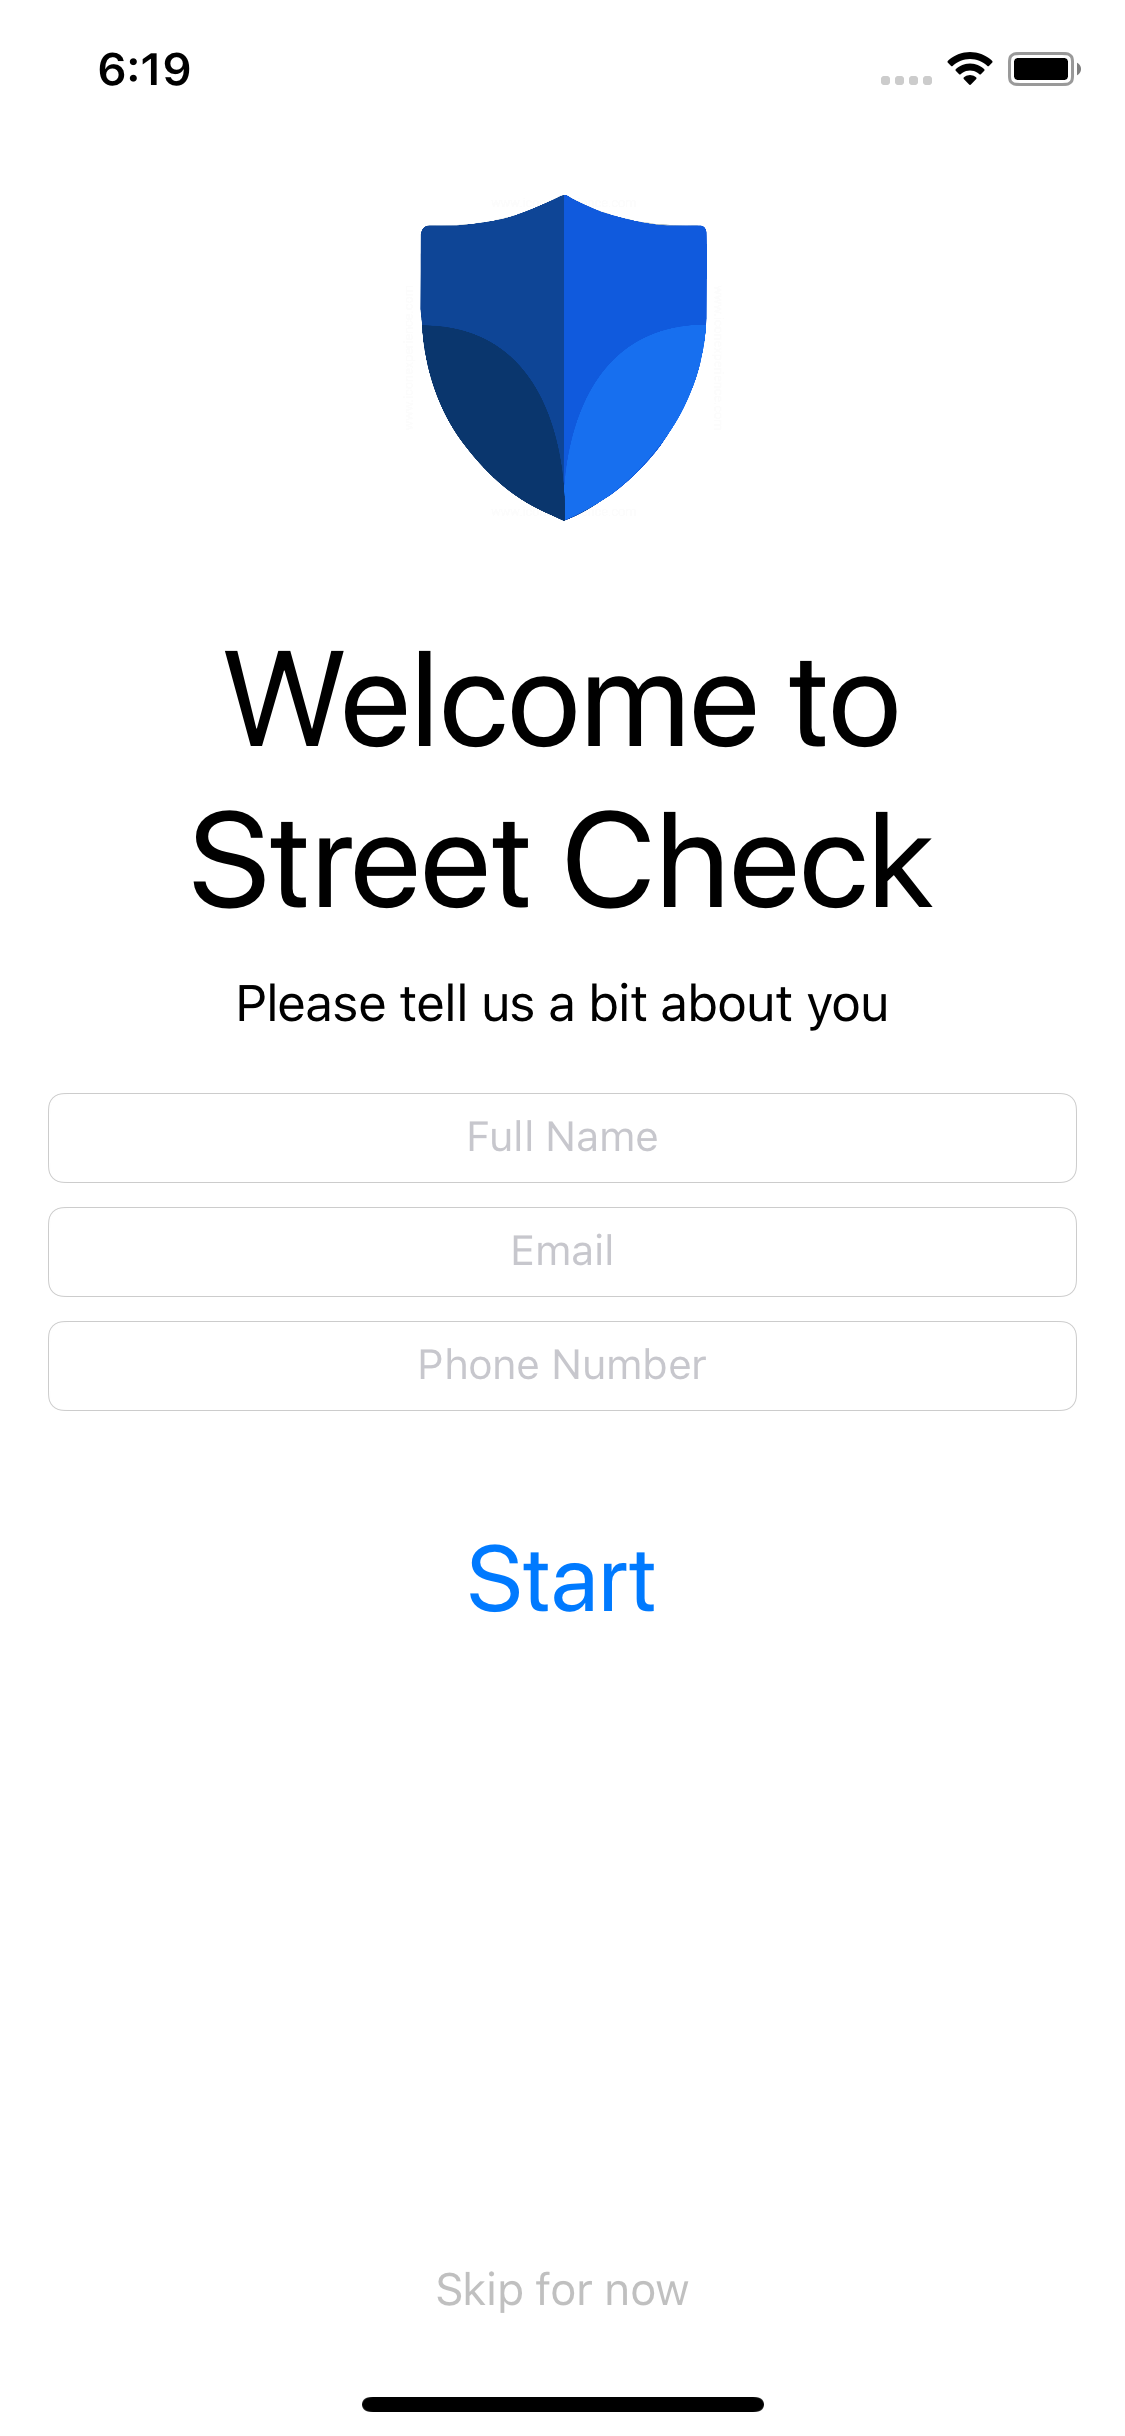 6:19
Welcome to
Street Check
Please tell us a bit about you
Full Name
Email
Phone Number
Start
Skip for now